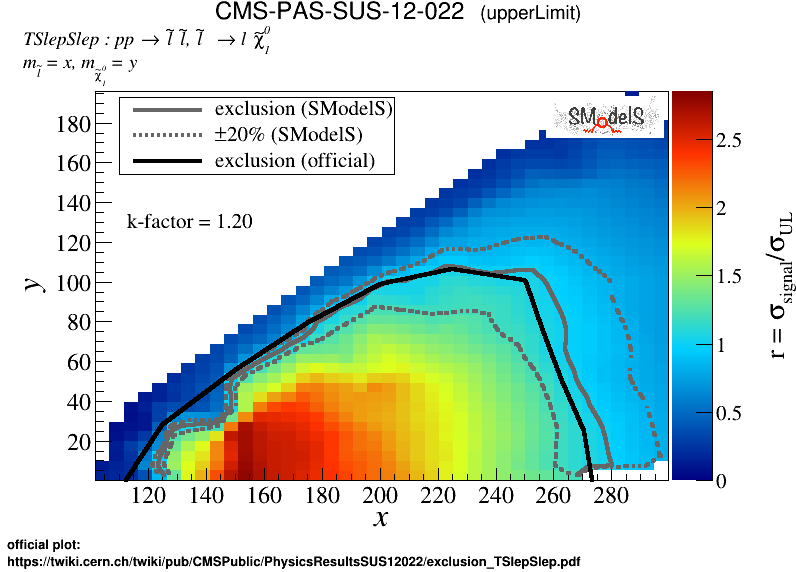 CMS-PAS-SUS-12-022 (upperLimit)
TSlepSlep : pp → l̃ l̃, l̃ → l χ̃⁰₁
m_l̃ = x, m_χ̃⁰₁ = y
exclusion (SModelS)
±20% (SModelS)
exclusion (official)
SModelS
k-factor = 1.20
180
160
140
120
100
80
60
40
20
y
120 140 160 180 200 220 240 260 280
x
2.5
2
1.5
1
0.5
0
r = σ_signal/σ_UL
official plot:
https://twiki.cern.ch/twiki/pub/CMSPublic/PhysicsResultsSUS12022/exclusion_TSlepSlep.pdf